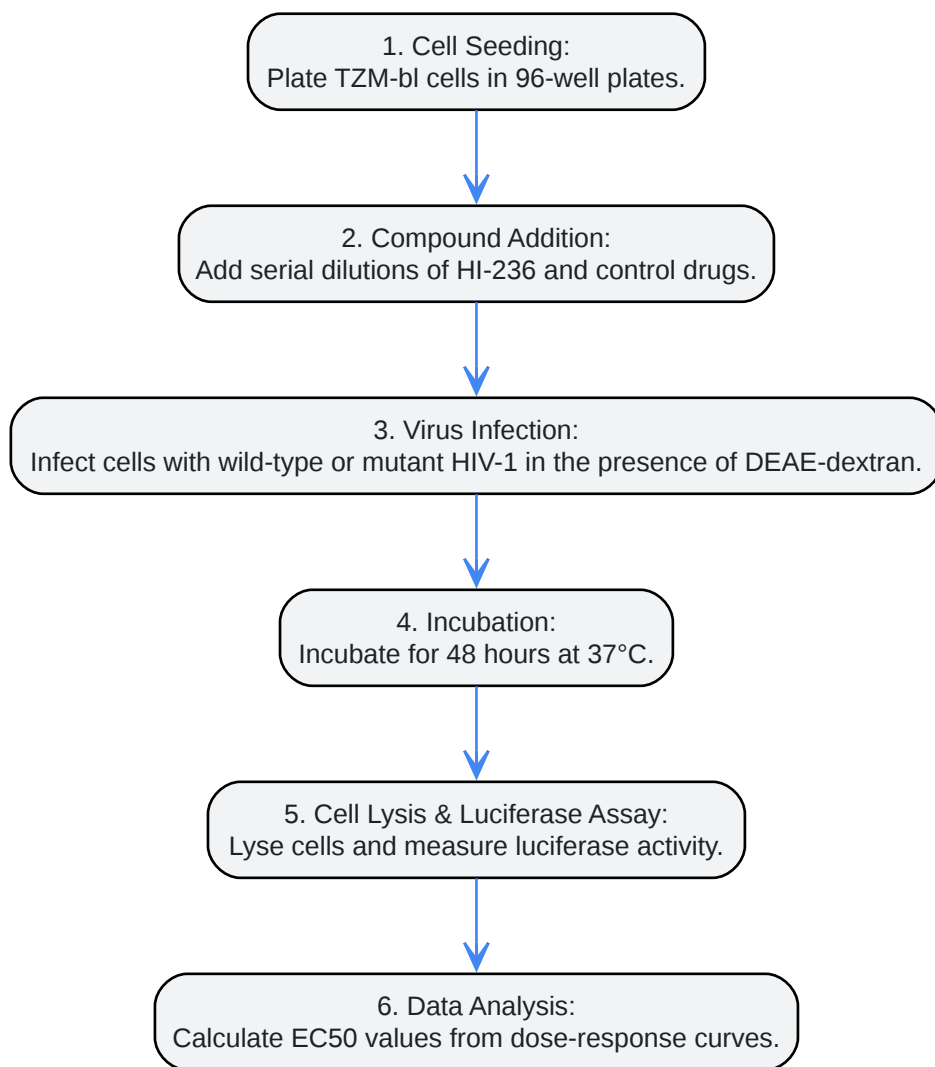 1. Cell Seeding:
Plate TZM-bl cells in 96-well plates.
2. Compound Addition:
Add serial dilutions of HI-236 and control drugs.
3. Virus Infection:
Infect cells with wild-type or mutant HIV-1 in the presence of DEAE-dextran.
4. Incubation:
Incubate for 48 hours at 37°C.
5. Cell Lysis & Luciferase Assay:
Lyse cells and measure luciferase activity.
6. Data Analysis:
Calculate EC50 values from dose-response curves.